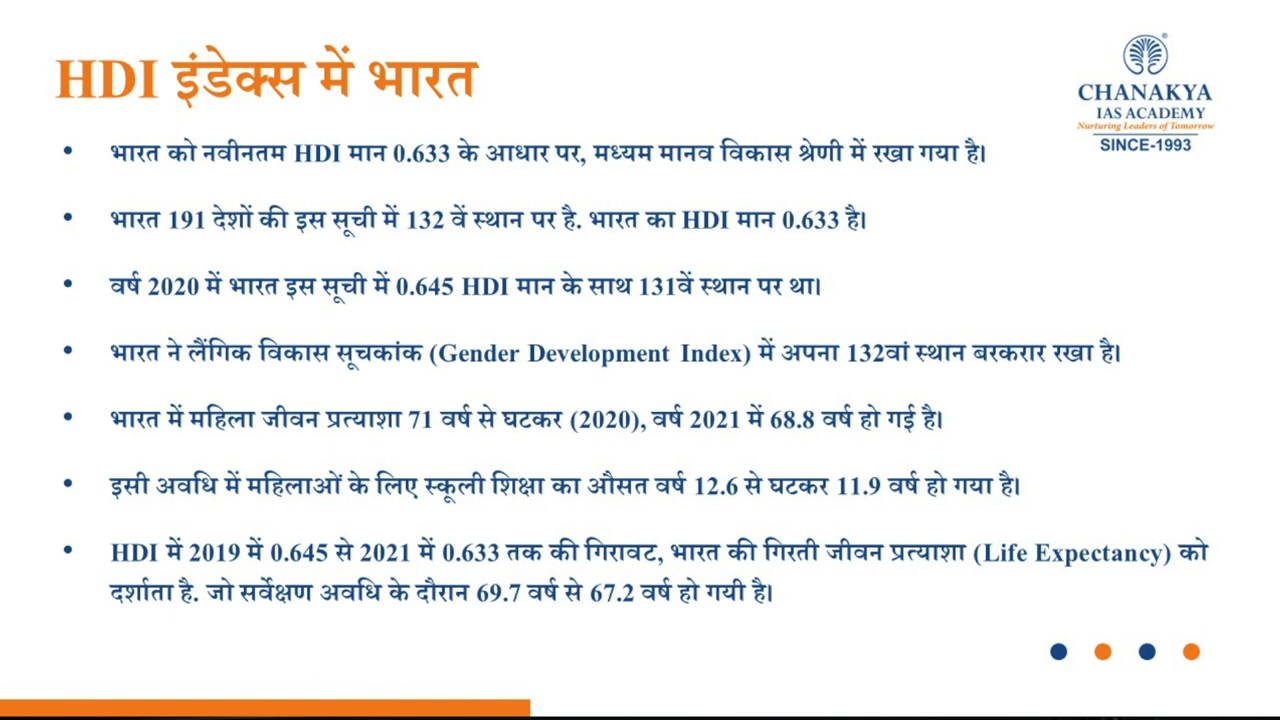 HDI इंडेक्स में भारत
CHANAKYA
IAS ACADEMY
Nurturing Leaders of Tomorrow
SINCE-1993
• भारत को नवीनतम HDI मान 0.633 के आधार पर, मध्यम मानव विकास श्रेणी में रखा गया है।
• भारत 191 देशों की इस सूची में 132 वें स्थान पर है. भारत का HDI मान 0.633 है।
• वर्ष 2020 में भारत इस सूची में 0.645 HDI मान के साथ 131वें स्थान पर था।
• भारत ने लैंगिक विकास सूचकांक (Gender Development Index) में अपना 132वां स्थान बरकरार रखा है।
• भारत में महिला जीवन प्रत्याशा 71 वर्ष से घटकर (2020), वर्ष 2021 में 68.8 वर्ष हो गई है।
• इसी अवधि में महिलाओं के लिए स्कूली शिक्षा का औसत वर्ष 12.6 से घटकर 11.9 वर्ष हो गया है।
• HDI में 2019 में 0.645 से 2021 में 0.633 तक की गिरावट, भारत की गिरती जीवन प्रत्याशा (Life Expectancy) को
दर्शाता है. जो सर्वेक्षण अवधि के दौरान 69.7 वर्ष से 67.2 वर्ष हो गयी है।